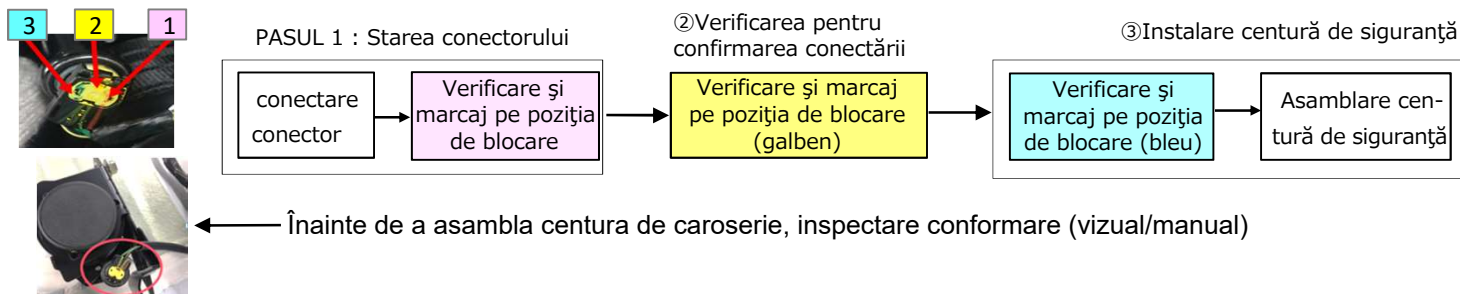 3 2 1
PASUL 1 : Starea conectorului
conectare
conector
Verificare şi
marcaj pe poziţia
de blocare
②Verificarea pentru
confirmarea conectării
Verificare şi marcaj
pe poziţia de blocare
(galben)
③Instalare centură de siguranţă
Verificare şi
marcaj pe poziţia
de blocare (bleu)
Asamblare cen-
tură de siguranţă
Înainte de a asambla centura de caroserie, inspectare conformare (vizual/manual)